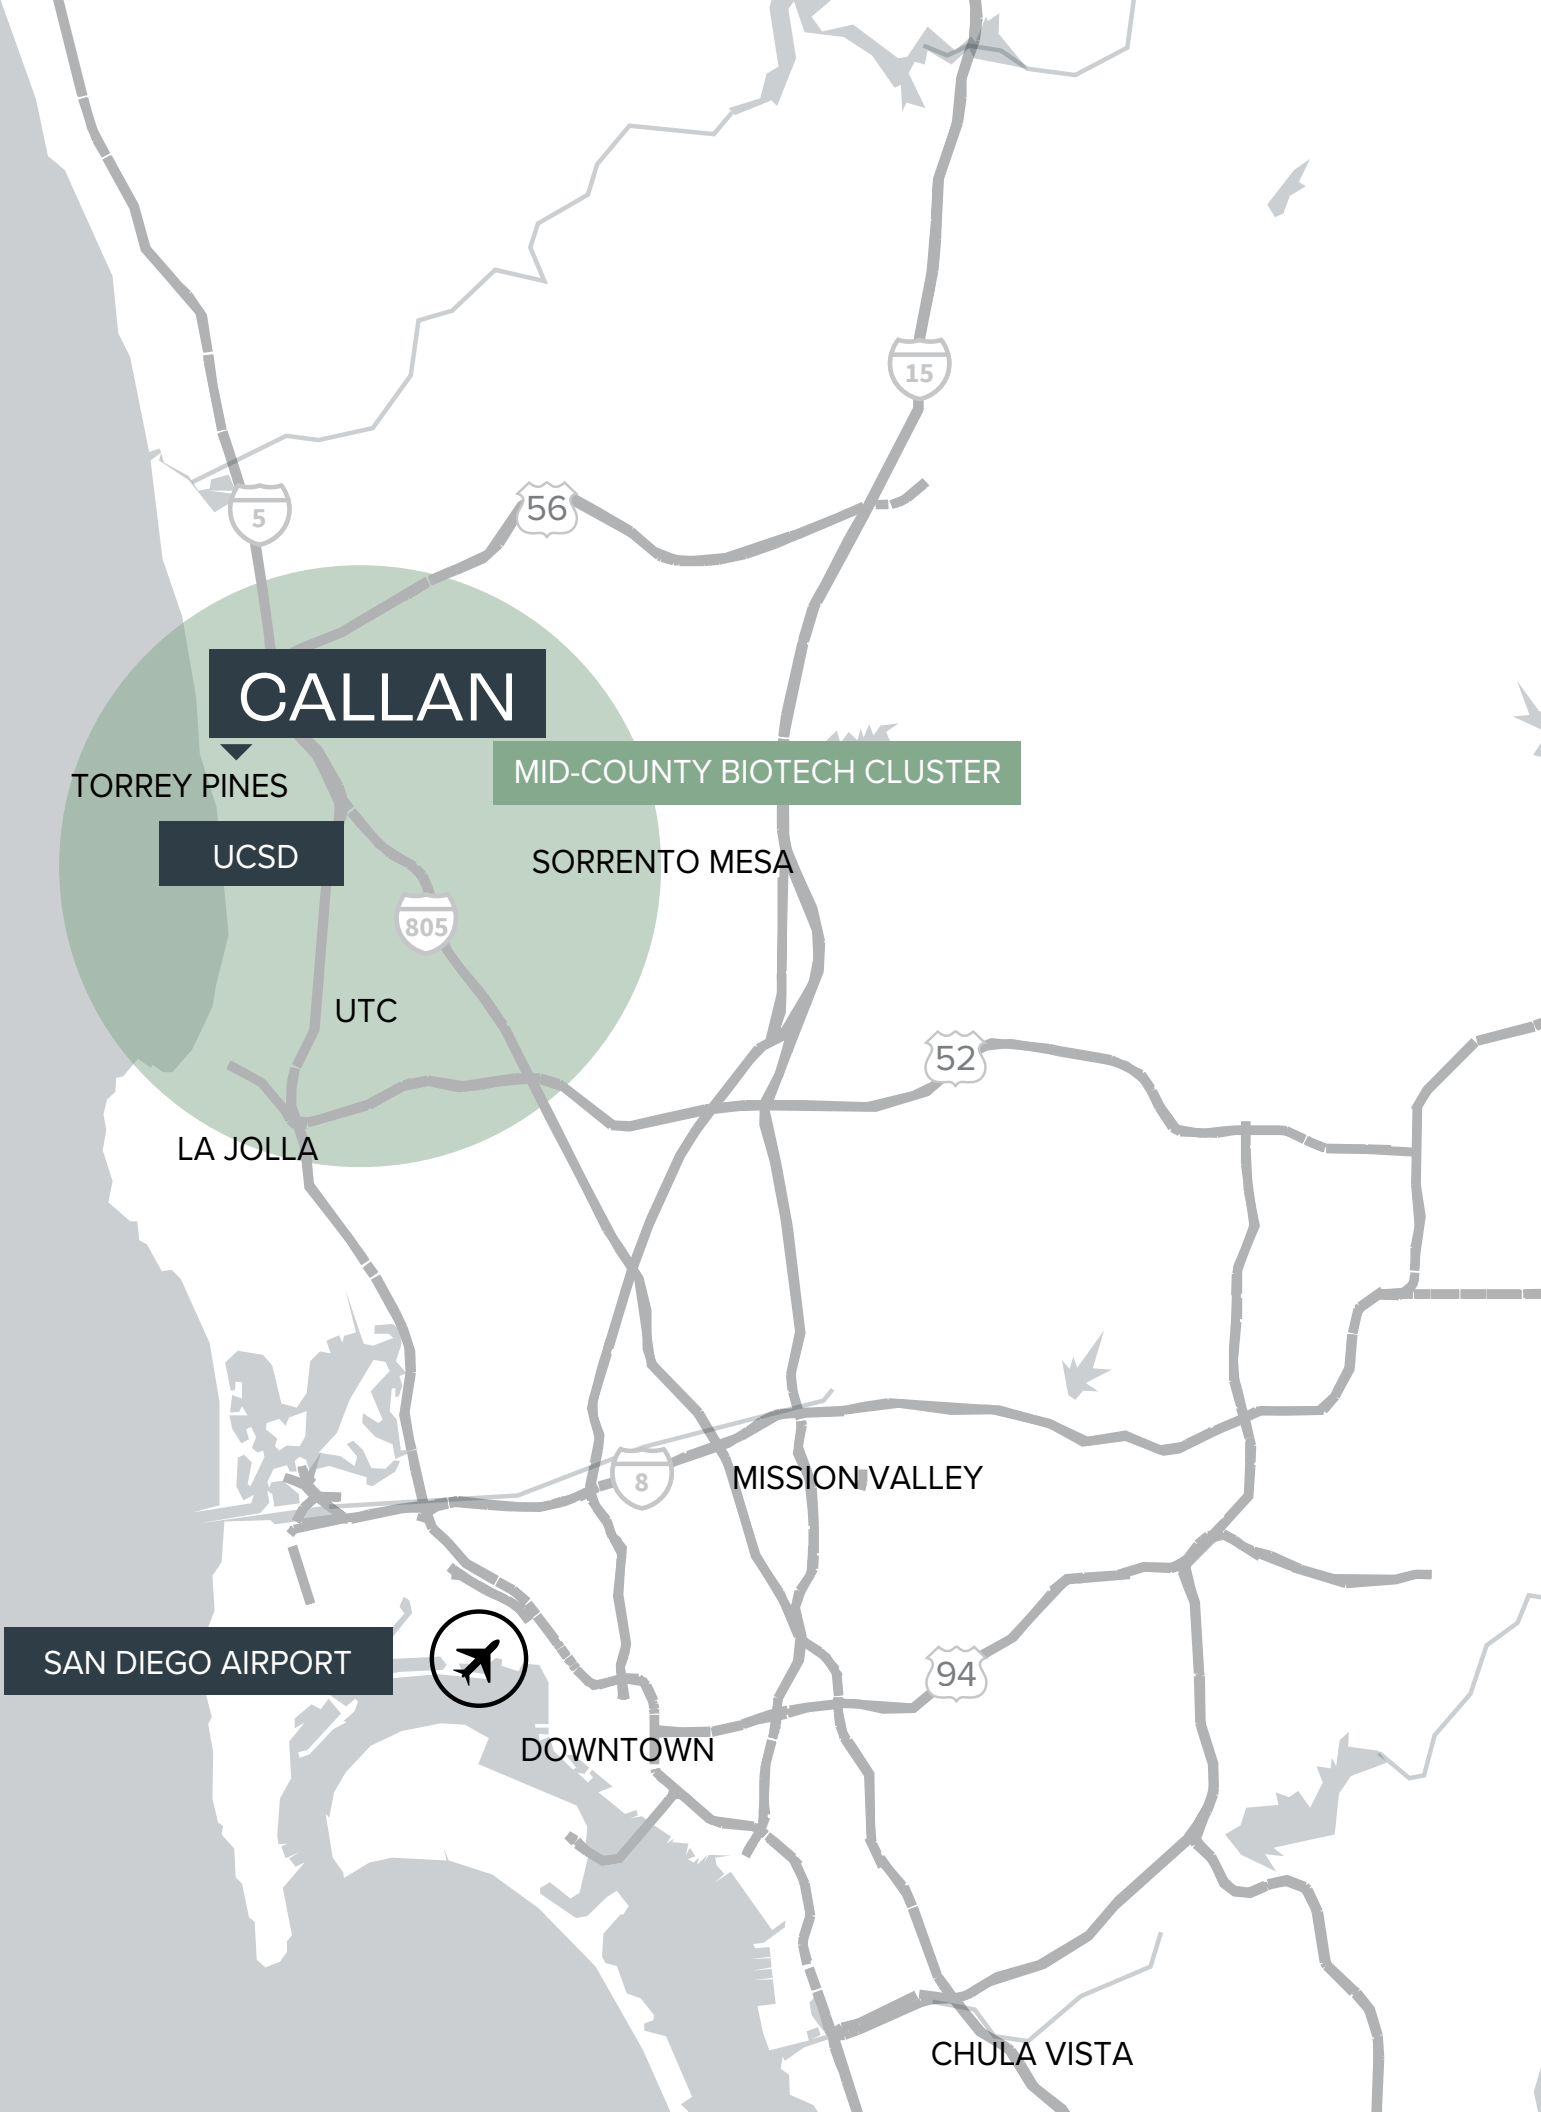 15
56
5
CALLAN
MID-COUNTY BIOTECH CLUSTER
TORREY PINES
UCSD
SORRENTO MESA
805
UTC
52
LA JOLLA
8
MISSION VALLEY
SAN DIEGO AIRPORT
94
DOWNTOWN
CHULA VISTA